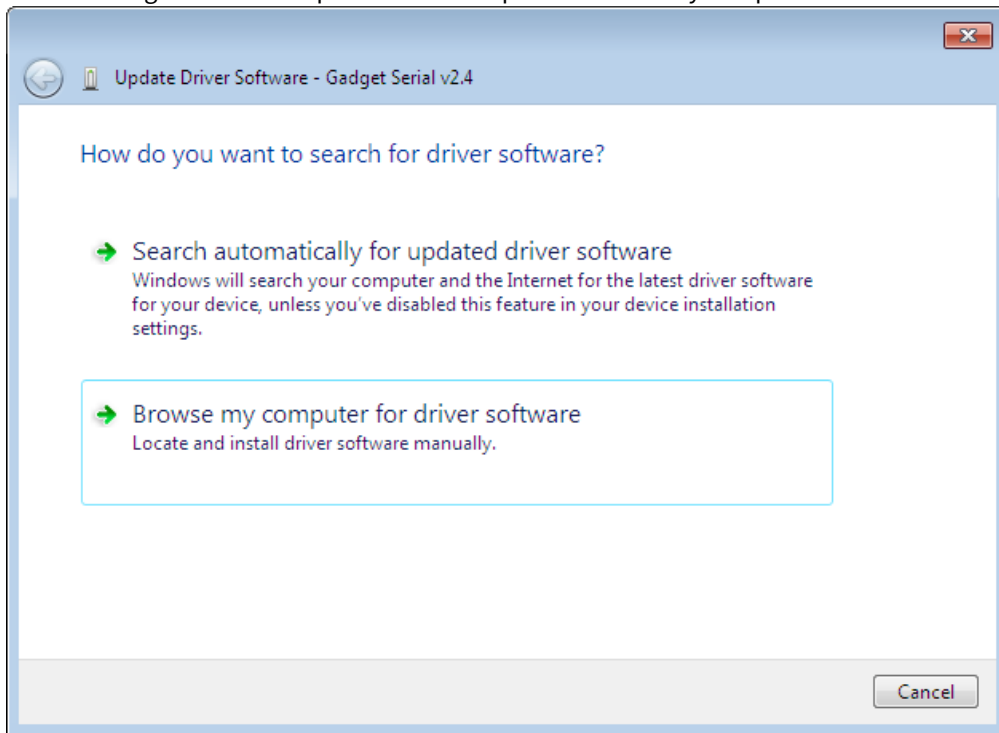 Update Driver Software - Gadget Serial v2.4
How do you want to search for driver software?
Search automatically for updated driver software
Windows will search your computer and the Internet for the latest driver software
for your device, unless you've disabled this feature in your device installation
settings.
Browse my computer for driver software
Locate and install driver software manually.
Cancel